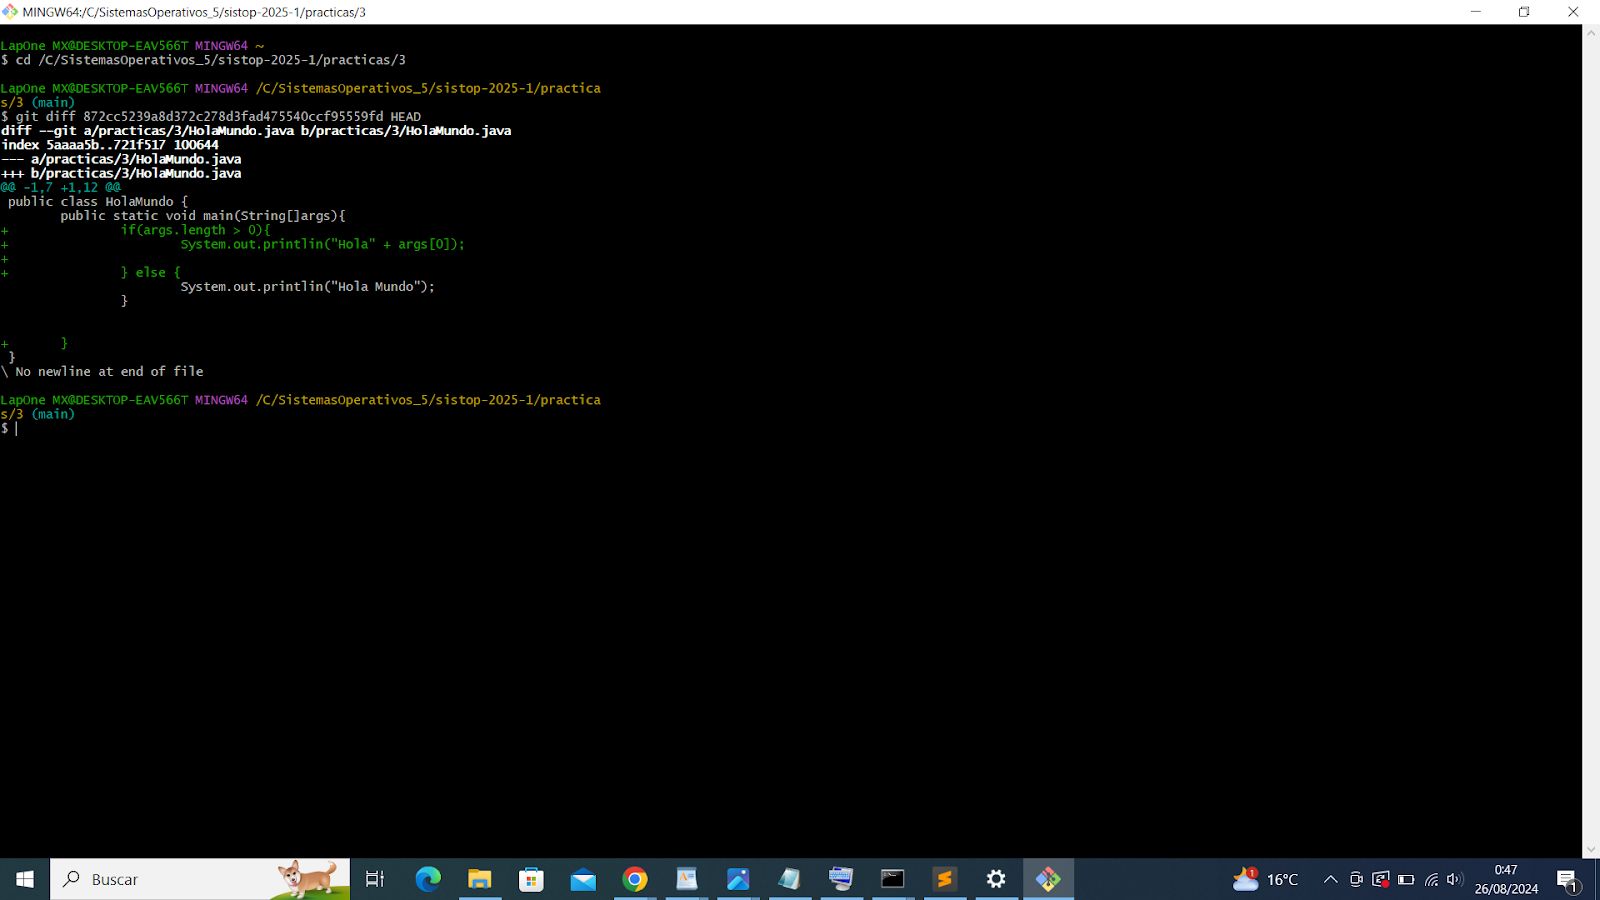 MINGW64:/C/SistemasOperativos_5/sistop-2025-1/practicas/3
LapOne MX@DESKTOP-EAV566T MINGW64 ~
$ cd /C/SistemasOperativos_5/sistop-2025-1/practicas/3
LapOne MX@DESKTOP-EAV566T MINGW64 /C/SistemasOperativos_5/sistop-2025-1/practica
s/3 (main)
$ git diff 872cc5239a8d372c278d3fad475540ccf95559fd HEAD
diff --git a/practicas/3/HolaMundo.java b/practicas/3/HolaMundo.java
index 5aaaa5b..721f517 100644
--- a/practicas/3/HolaMundo.java
+++ b/practicas/3/HolaMundo.java
@@ -1,7 +1,12 @@
 public class HolaMundo {
        public static void main(String[]args){
+               if(args.length > 0){
+                       System.out.println("Hola" + args[0]);
+
+               } else {
                        System.out.println("Hola Mundo");
                }
+       }
 }
\ No newline at end of file
LapOne MX@DESKTOP-EAV566T MINGW64 /C/SistemasOperativos_5/sistop-2025-1/practica
s/3 (main)
$
Buscar
1
16°C
0:47
26/08/2024
1